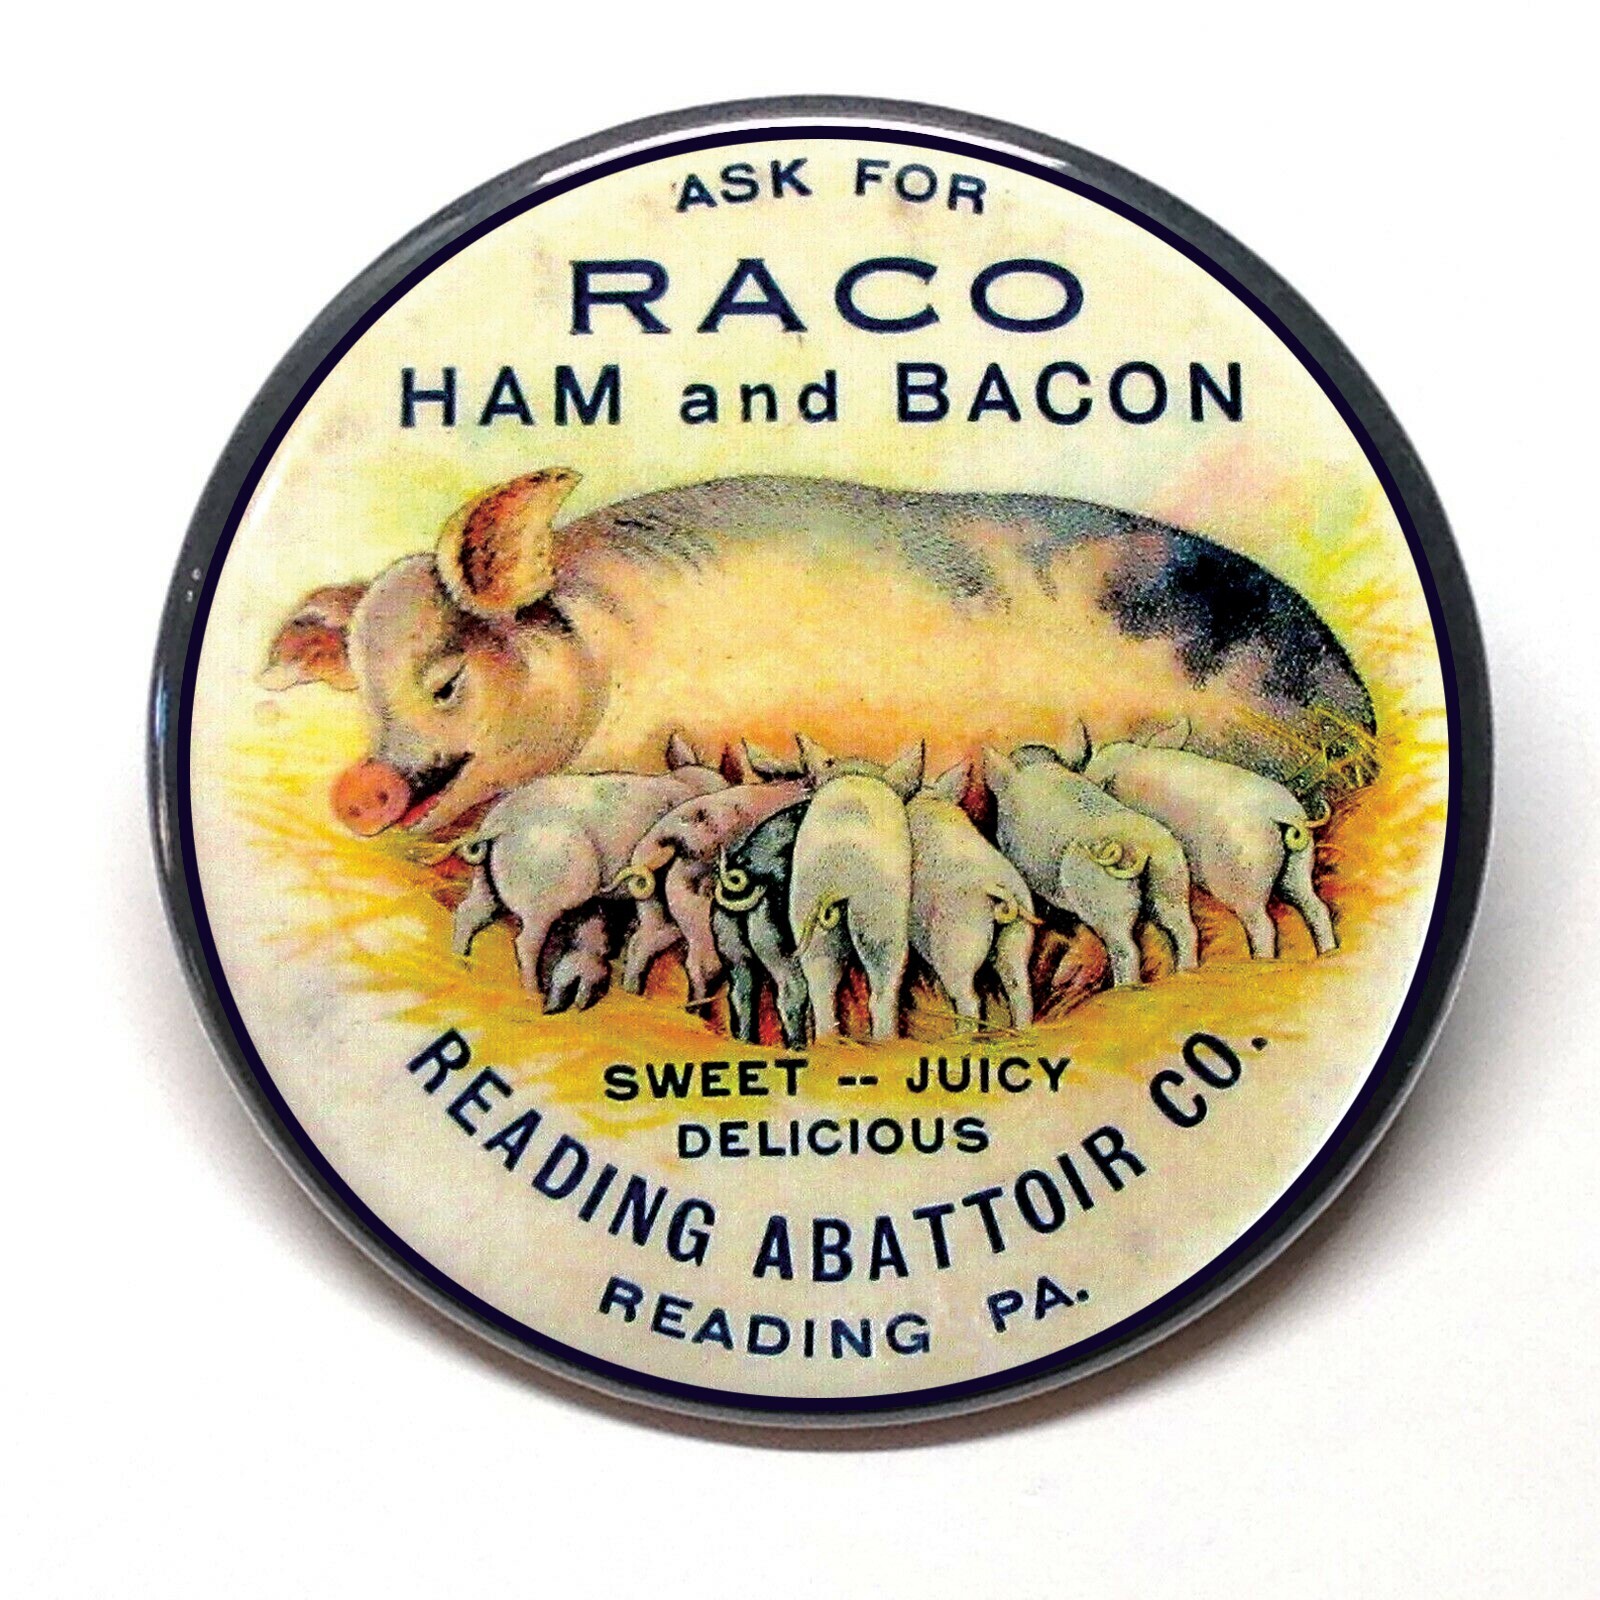 ASK FOR
RACO
HAM and BACON
SWEET -- JUICY
DELICIOUS
READING ABATTOIR CO.
READING PA.